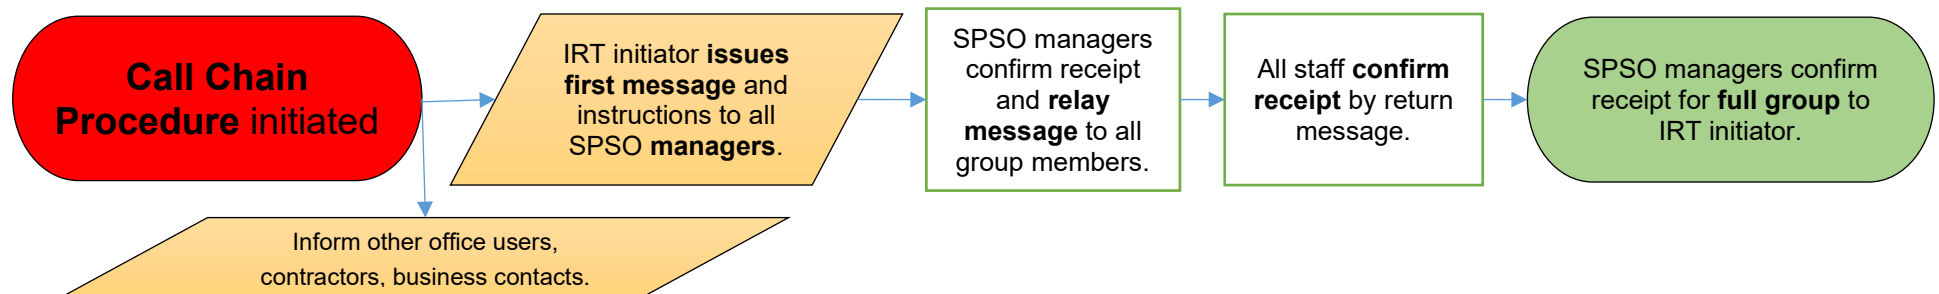 Call Chain
Procedure initiated
IRT initiator issues
first message and
instructions to all
SPSO managers.
SPSO managers
confirm receipt
and relay
message to all
group members.
All staff confirm
receipt by return
message.
SPSO managers confirm
receipt for full group to
IRT initiator.
Inform other office users,
contractors, business contacts.